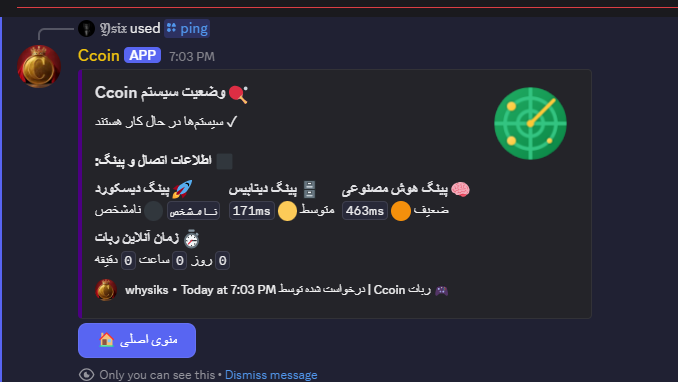 𝖄𝖘𝖎𝖝 used ping
Ccoin APP 7:03 PM
وضعیت سیستم Ccoin
✓ سیستم‌ها در حال کار هستند
اطلاعات اتصال و پینگ:
پینگ دیسکورد
نامشخص نامشخص
پینگ دیتابیس
متوسط 171ms
پینگ هوش مصنوعی
ضعیف 463ms
زمان آنلاین ربات
0 روز 0 ساعت 0 دقیقه
ربات Ccoin | درخواست شده توسط whysiks • Today at 7:03 PM
منوی اصلی
Only you can see this • Dismiss message